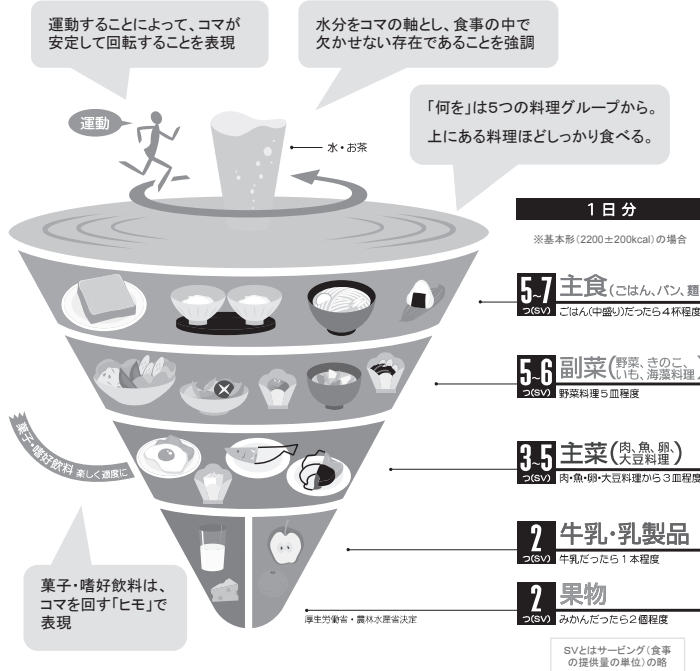 運動することによって、コマが
安定して回転することを表現
水分をコマの軸とし、食事の中で
欠かせない存在であることを強調
「何を」は5つの料理グループから。
上にある料理ほどしっかり食べる。
運動
水・お茶
1日分
※基本形(2200±200kcal)の場合
5~7
つ(SV)
主食(ごはん、パン、麺
ごはん(中盛り)だったら4杯程度
5~6
つ(SV)
副菜(野菜、きのこ、
いも、海藻料理)
野菜料理5皿程度
菓子・嗜好飲料 楽しく適度に
3~5
つ(SV)
主菜(肉、魚、卵、
大豆料理)
肉・魚・卵・大豆料理から3皿程度
2
つ(SV)
牛乳・乳製品
牛乳だったら1本程度
2
つ(SV)
果物
みかんだったら2個程度
菓子・嗜好飲料は、
コマを回す「ヒモ」で
表現
厚生労働省・農林水産省決定
SVとはサービング(食事
の提供量の単位)の略